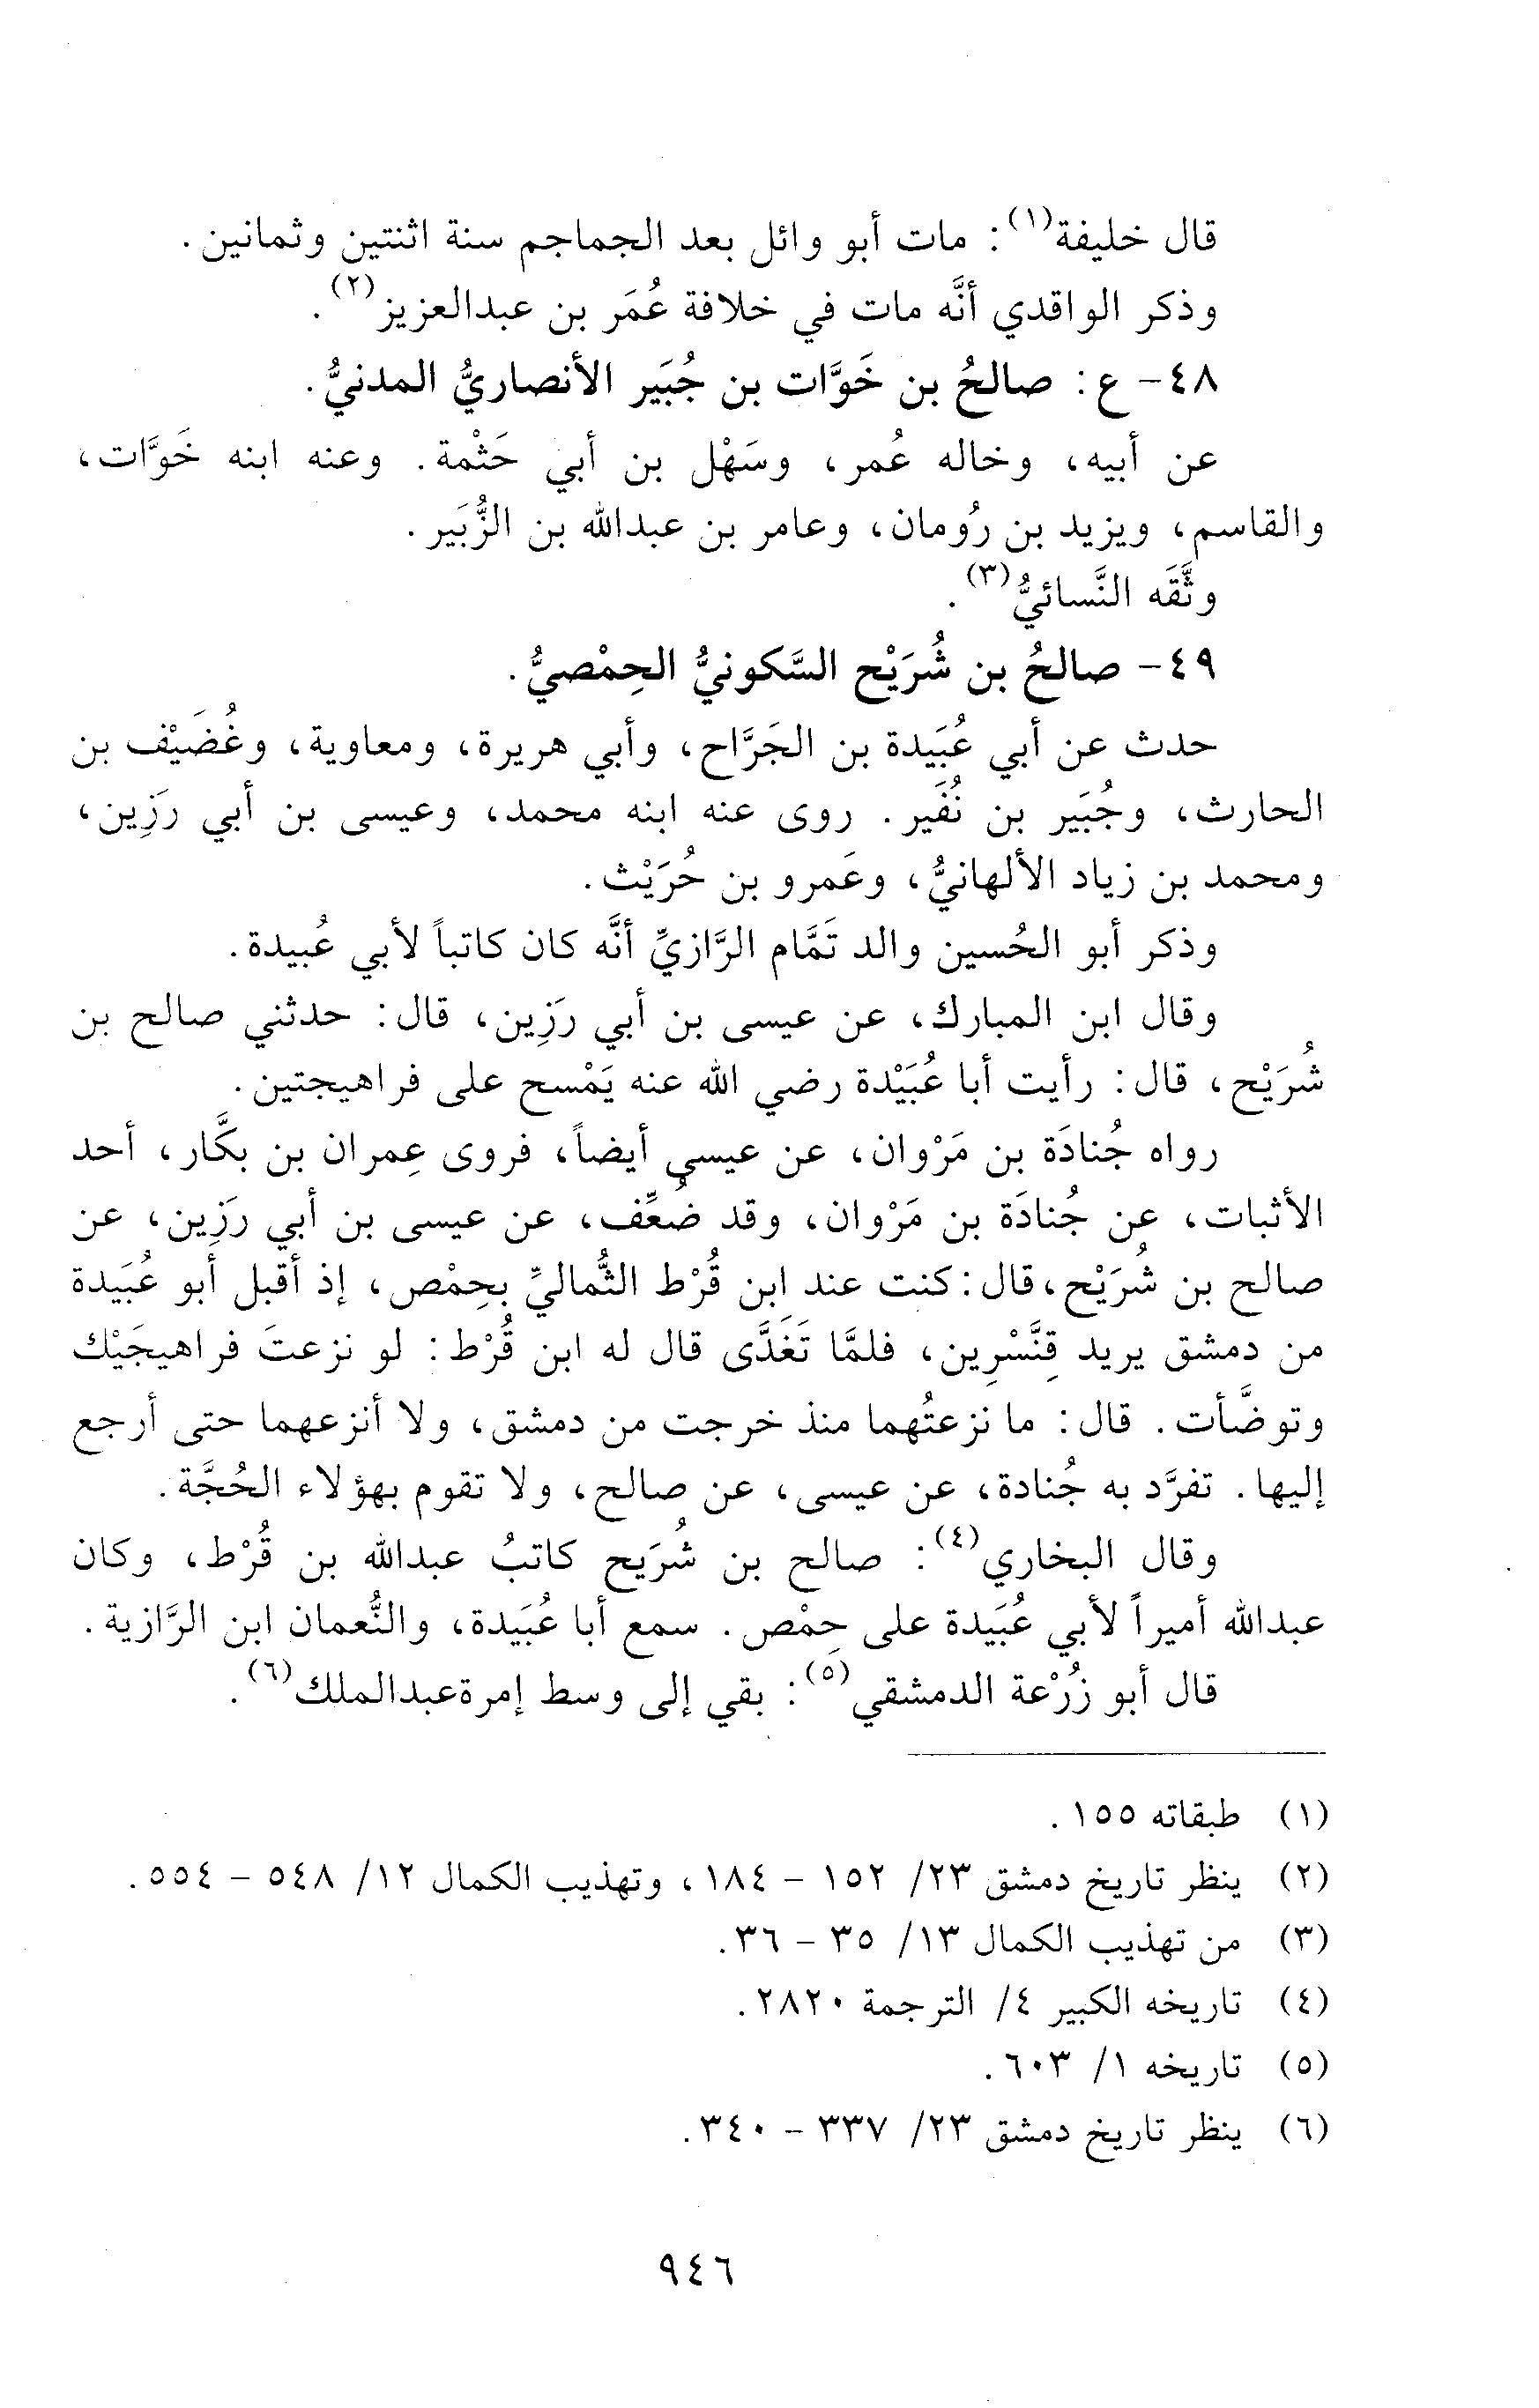 قال خليفة(١): مات أبو وائل بعد الجماجم سنة اثنتين وثمانين.
وذكر الواقدي أنَّه مات في خلافة عُمَر بن عبدالعزيز(٢).
٤٨- ع: صالحُ بن خَوَّات بن جُبَير الأنصاريُّ المدنيُّ.
عن أبيه، وخاله عُمر، وسَهْل بن أبي حَثْمة. وعنه ابنه خَوَّات،
والقاسم، ويزيد بن رُومان، وعامر بن عبدالله بن الزُّبَير.
وثَّقَه النَّسائيُّ(٣).
٤٩- صالحُ بن شُرَيْح السَّكونيُّ الحِمْصيُّ.
حدث عن أبي عُبَيدة بن الجَرَّاح، وأبي هريرة، ومعاوية، وغُضَيْف بن
الحارث، وجُبَير بن نُفَير. روى عنه ابنه محمد، وعيسى بن أبي رَزِين،
ومحمد بن زياد الألهانيُّ، وعَمرو بن حُرَيْث.
وذكر أبو الحُسين والد تَمَّام الرَّازيِّ أنَّه كان كاتباً لأبي عُبيدة.
وقال ابن المبارك، عن عيسى بن أبي رَزِين، قال: حدثني صالح بن
شُرَيْح، قال: رأيت أبا عُبَيْدة رضي الله عنه يَمْسح على فراهيجتين.
رواه جُنادَة بن مَرْوان، عن عيسى أيضاً، فروى عِمران بن بكَّار، أحد
الأثبات، عن جُنادَة بن مَرْوان، وقد ضُعِّف، عن عيسى بن أبي رَزِين، عن
صالح بن شُرَيْح، قال: كنت عند ابن قُرْط الثُّماليِّ بحِمْص، إذ أقبل أبو عُبَيدة
من دمشق يريد قِنَّسْرِين، فلمَّا تَغَدَّى قال له ابن قُرْط: لو نزعتَ فراهيجَيْك
وتوضَّأت. قال: ما نزعتُهما منذ خرجت من دمشق، ولا أنزعهما حتى أرجع
إليها. تفرَّد به جُنادة، عن عيسى، عن صالح، ولا تقوم بهؤلاء الحُجَّة.
وقال البخاري(٤): صالح بن شُرَيح كاتبُ عبدالله بن قُرْط، وكان
عبدالله أميراً لأبي عُبَيدة على حِمْص. سمع أبا عُبَيدة، والنُّعمان ابن الرَّازية.
قال أبو زُرْعة الدمشقي(٥): بقي إلى وسط إمرةعبدالملك(٦).
(١) طبقاته ١٥٥.
(٢) ينظر تاريخ دمشق ٢٣/ ١٥٢ - ١٨٤، وتهذيب الكمال ١٢/ ٥٤٨ - ٥٥٤.
(٣) من تهذيب الكمال ١٣/ ٣٥ - ٣٦.
(٤) تاريخه الكبير ٤/ الترجمة ٢٨٢٠.
(٥) تاريخه ١/ ٦٠٣.
(٦) ينظر تاريخ دمشق ٢٣/ ٣٣٧ - ٣٤٠.
٩٤٦